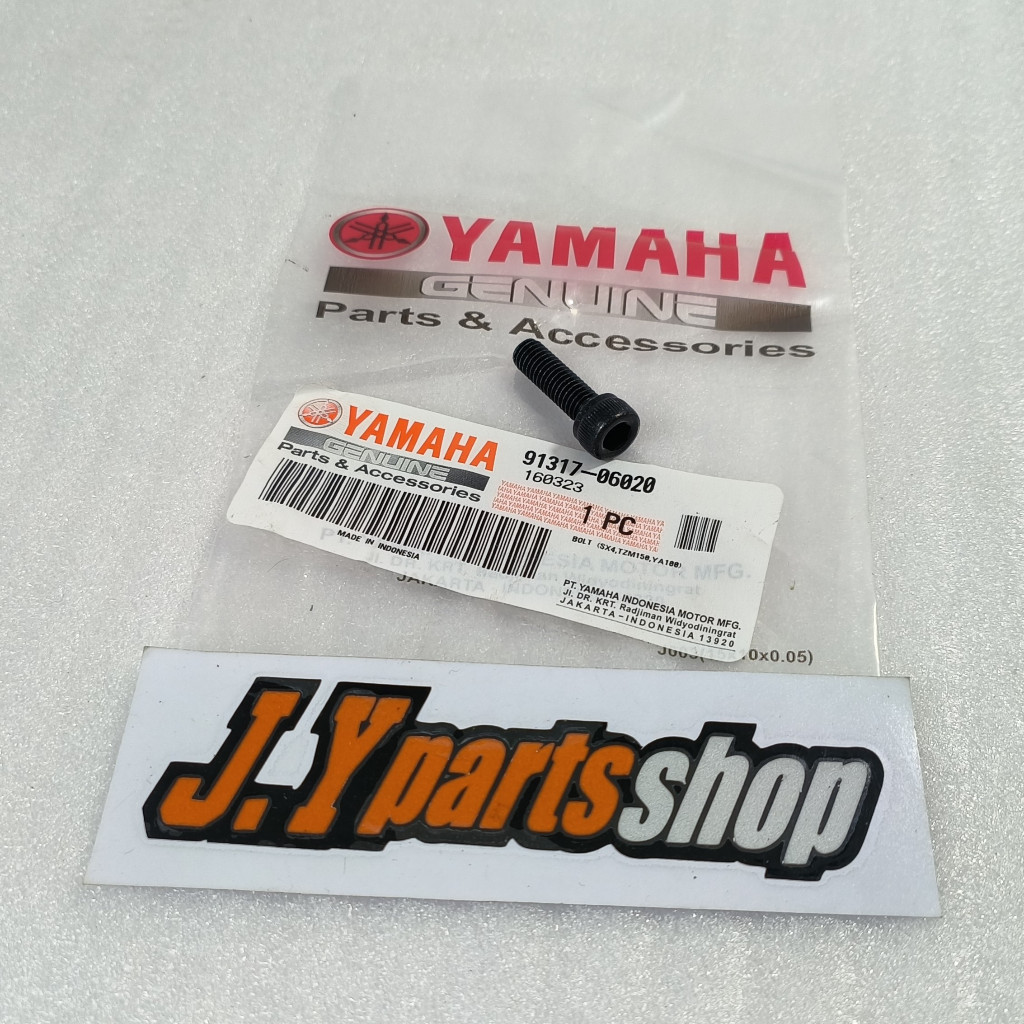 YAMAHA
GENUINE
Parts & Accessories
YAMAHA
GENUINE
Parts & Accessories
91317-06020
160323
1 PC
MADE IN INDONESIA
BOLT (5X4,TZM150,YA100)
PT. YAMAHA INDONESIA MOTOR MFG.
Jl. DR. KRT. Radjiman Widyodiningrat
JAKARTA-INDONESIA 13920
J.Y partsshop